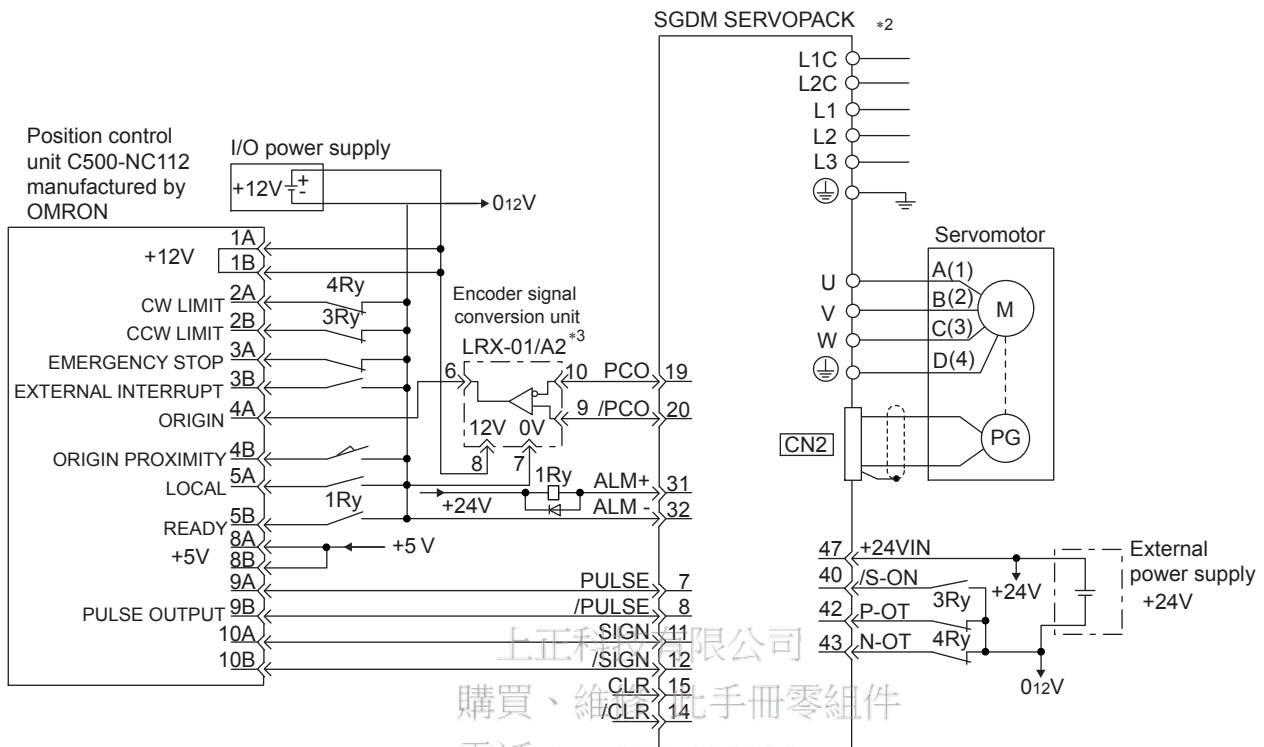 SGDM SERVOPACK *2
L1C
L2C
L1
L2
L3
Position control
unit C500-NC112
manufactured by
OMRON
I/O power supply
+12V
+
-
012V
1A
+12V
1B
2A
4Ry
CW LIMIT
2B
3Ry
CCW LIMIT
3A
EMERGENCY STOP
3B
EXTERNAL INTERRUPT
4A
ORIGIN
4B
ORIGIN PROXIMITY
5A
LOCAL
1Ry
5B
READY
8A
+5V
8B
+5 V
9A
PULSE OUTPUT
9B
10A
10B
Encoder signal
conversion unit
LRX-01/A2 *3
6
10 PCO 19
9 /PCO 20
12V 0V
8 7
1Ry
+24V
ALM+ 31
ALM - 32
PULSE 7
/PULSE 8
SIGN 11
/SIGN 12
CLR 15
/CLR 14
Servomotor
U A(1)
V B(2)
W C(3)
D(4)
M
CN2
PG
47 +24VIN
40 /S-ON
3Ry
+24V
42 P-OT
43 N-OT
4Ry
012V
External
power supply
+24V
上正科技有限公司
購買、維修 此手冊零組件